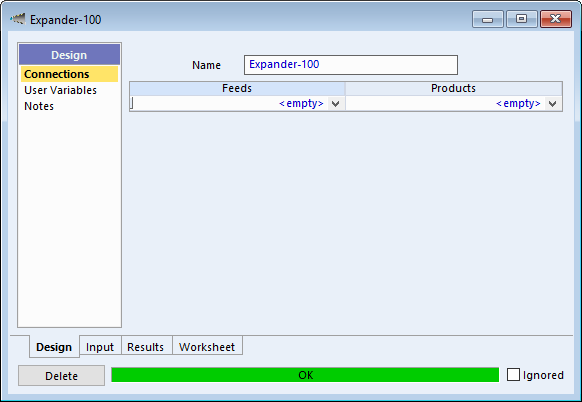 Expander-100
Design
Connections
User Variables
Notes
Name Expander-100
Feeds Products
<empty> <empty>
Design Input Results Worksheet
Delete OK Ignored